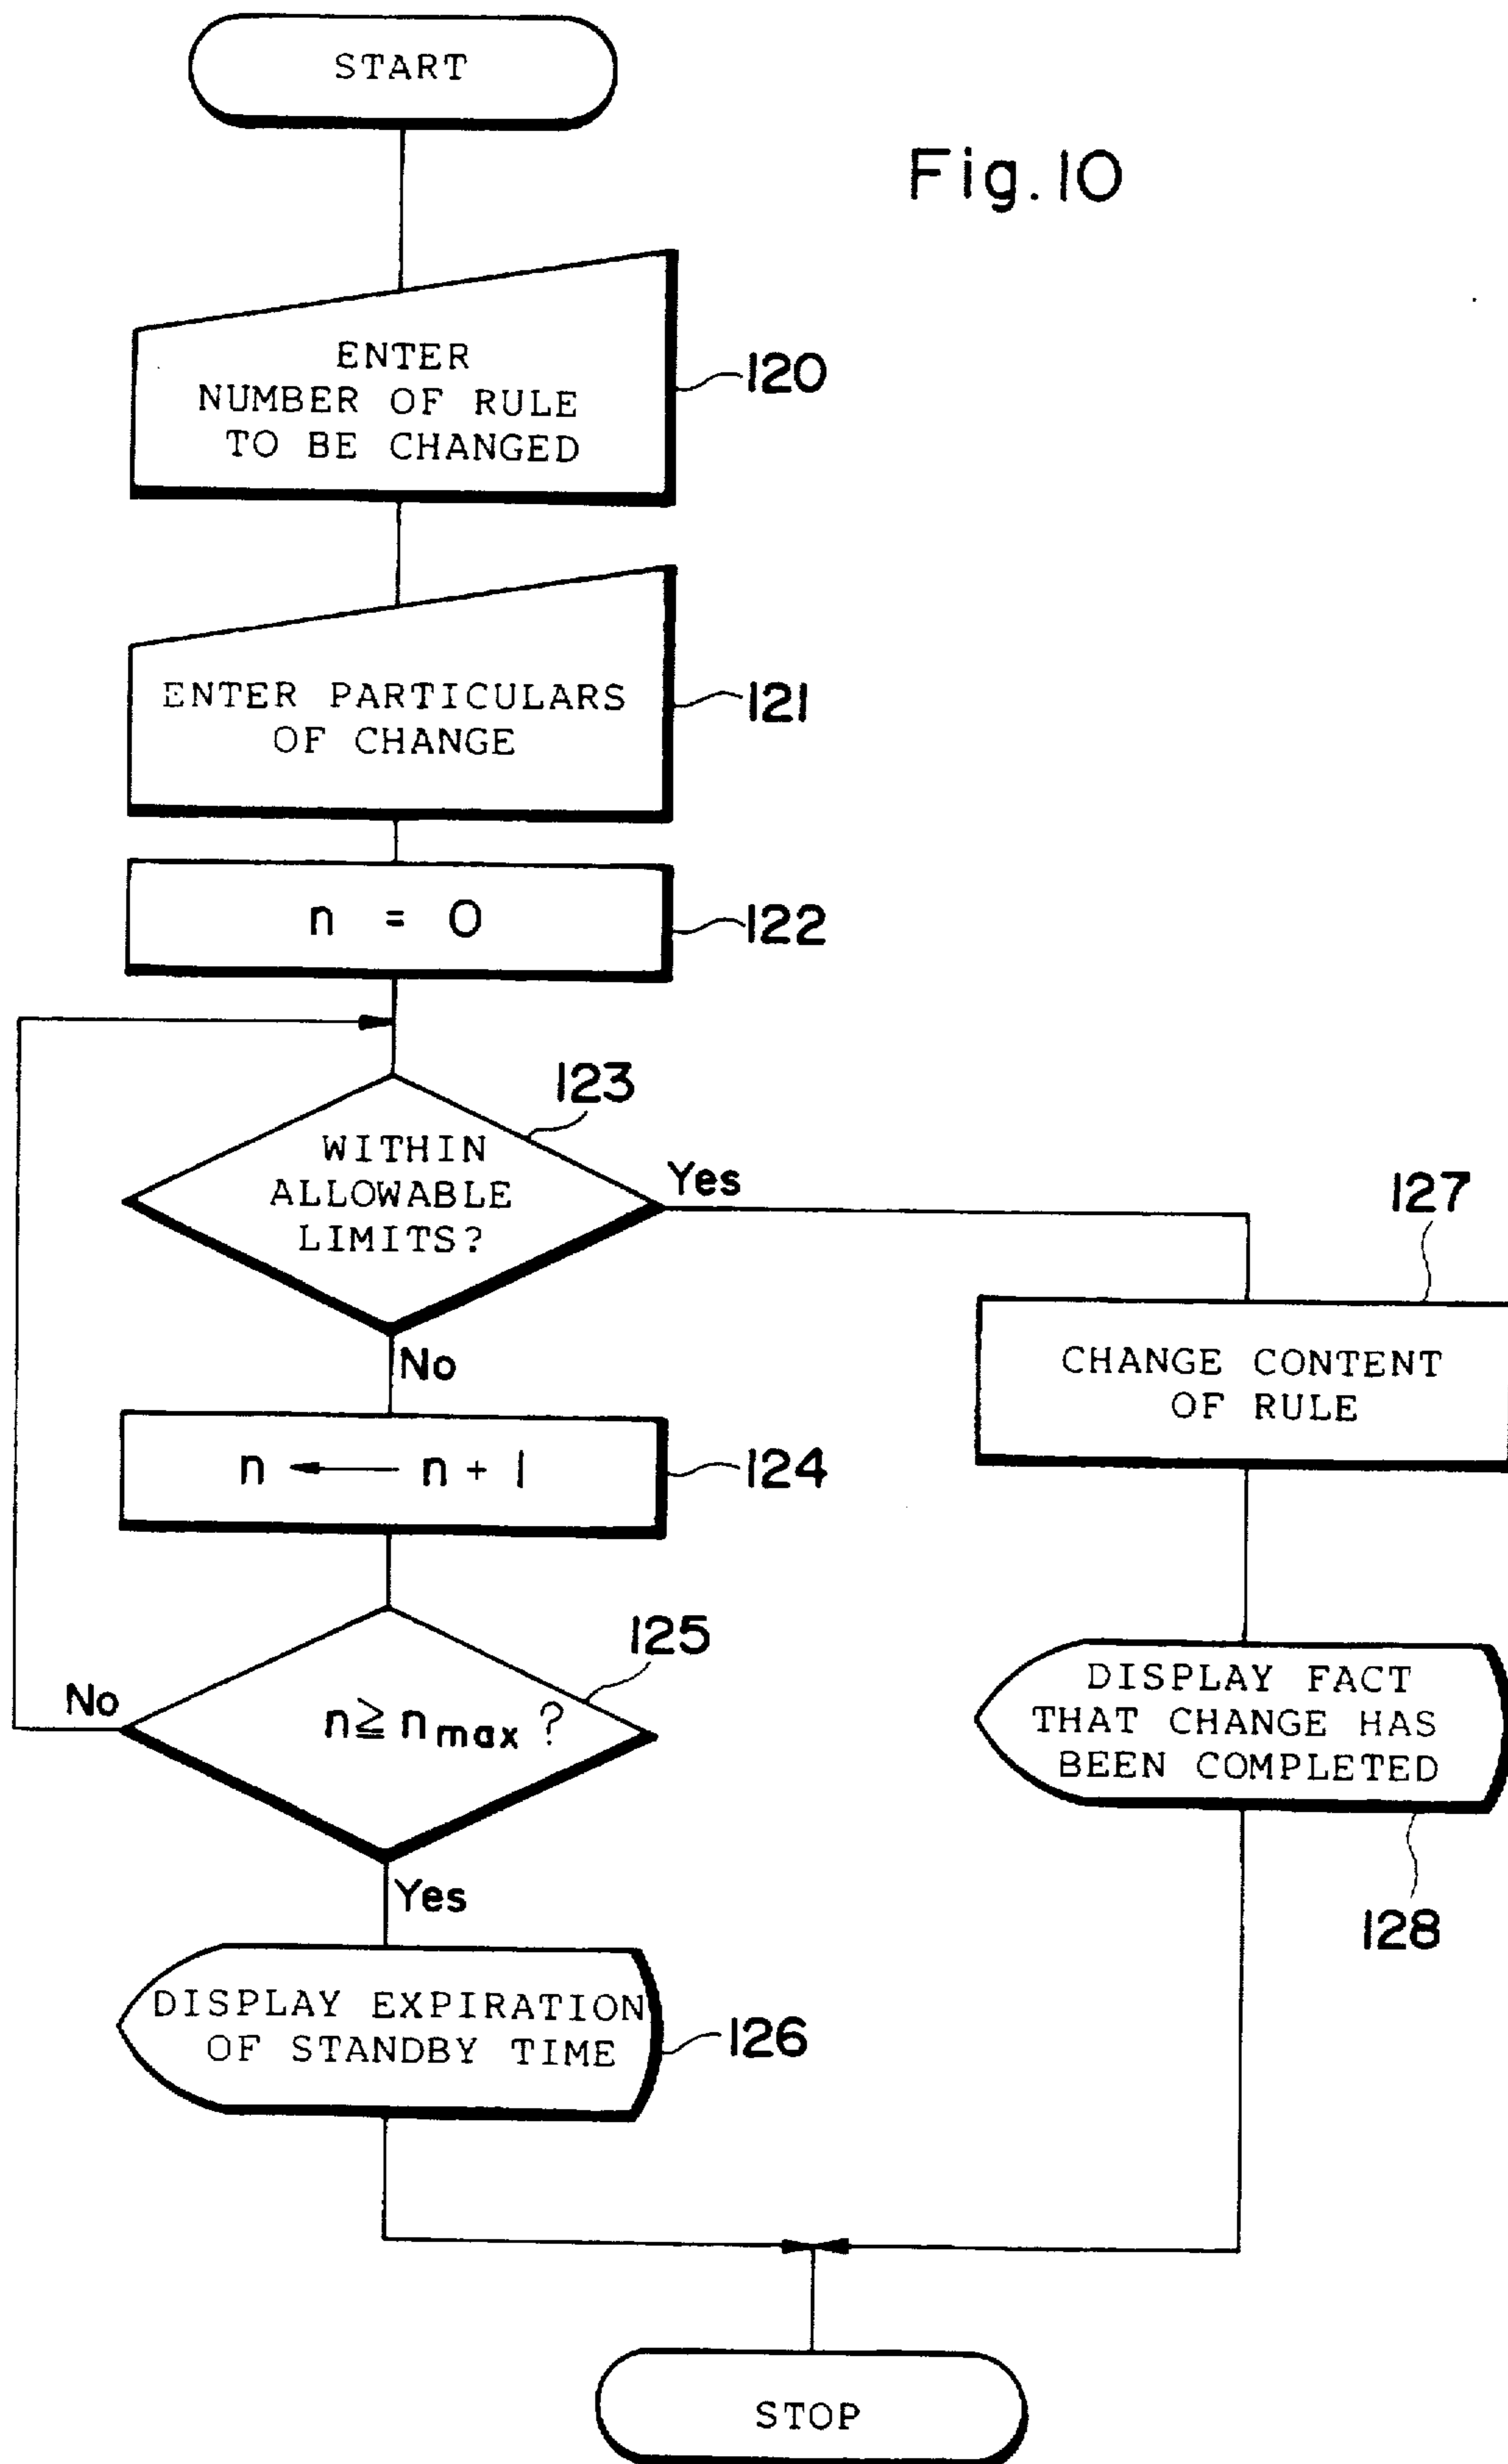 START
Fig.10
ENTER
NUMBER OF RULE
TO BE CHANGED
120
ENTER PARTICULARS
OF CHANGE
121
n = 0
122
123
WITHIN
ALLOWABLE
LIMITS?
Yes
No
127
CHANGE CONTENT
OF RULE
n ← n + 1
124
125
n ≧ nmax ?
No
Yes
DISPLAY FACT
THAT CHANGE HAS
BEEN COMPLETED
128
DISPLAY EXPIRATION
OF STANDBY TIME
126
STOP